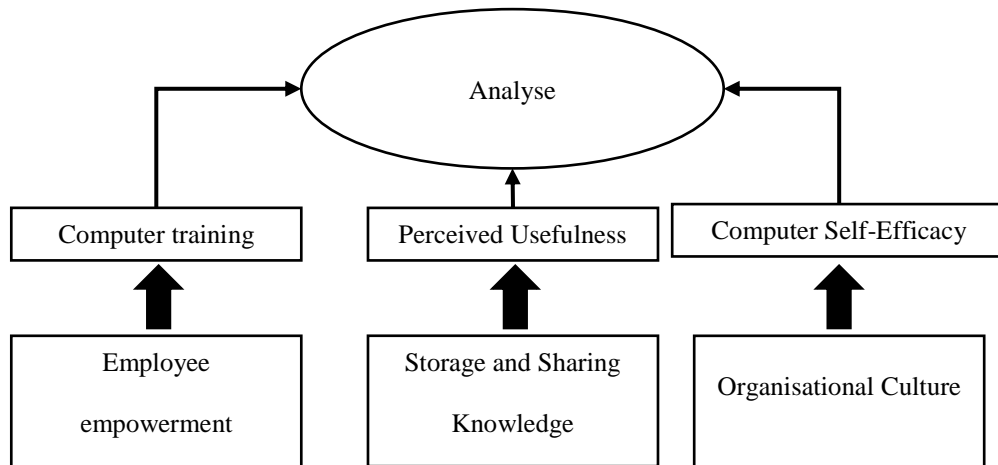 Analyse
Computer training
Perceived Usefulness
Computer Self-Efficacy
Employee
empowerment
Storage and Sharing
Knowledge
Organisational Culture